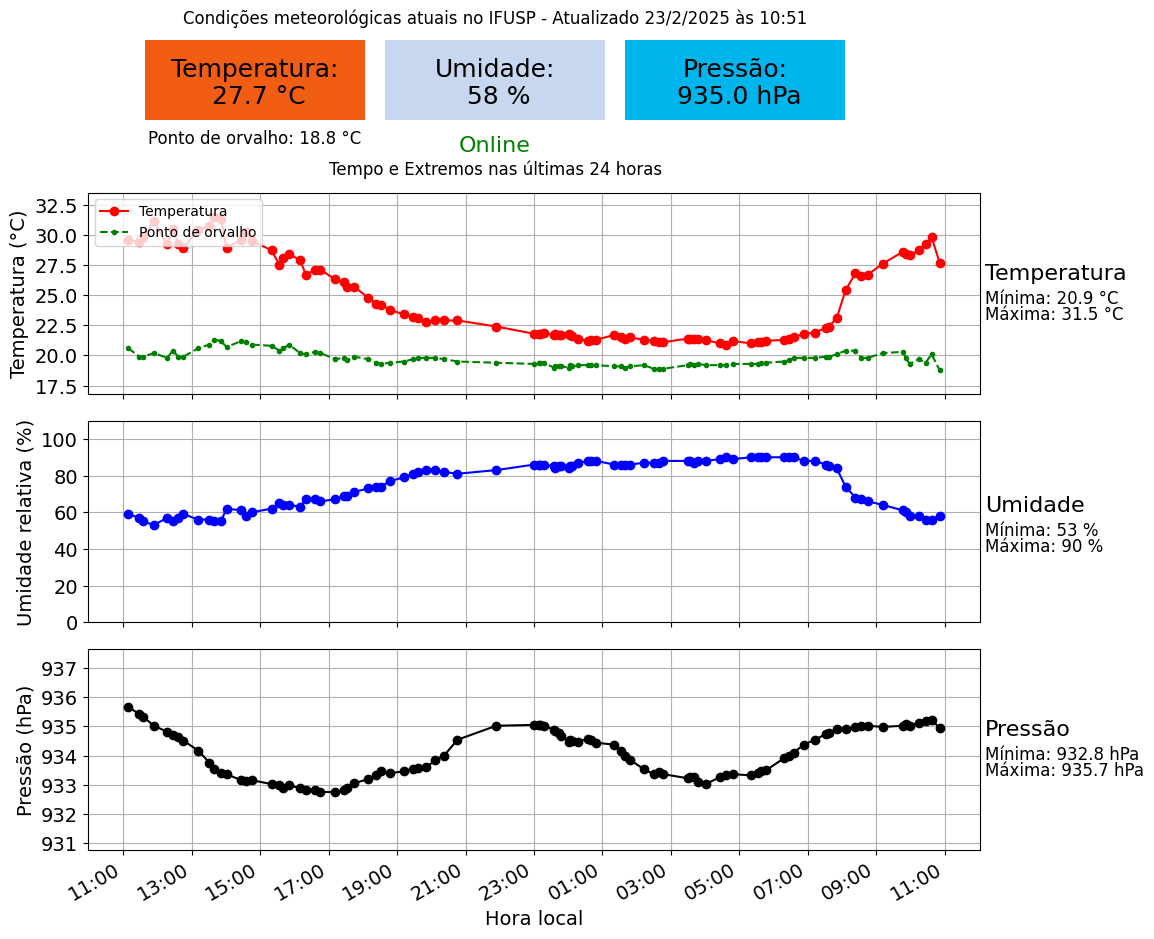 Condições meteorológicas atuais no IFUSP - Atualizado 23/2/2025 às 10:51
Temperatura:
27.7 °C
Umidade:
58 %
Pressão:
935.0 hPa
Ponto de orvalho: 18.8 °C
Online
Tempo e Extremos nas últimas 24 horas
Temperatura (°C)
32.5
30.0
27.5
25.0
22.5
20.0
17.5
Temperatura
Ponto de orvalho
Temperatura
Mínima: 20.9 °C
Máxima: 31.5 °C
Umidade relativa (%)
100
80
60
40
20
0
Umidade
Mínima: 53 %
Máxima: 90 %
Pressão (hPa)
937
936
935
934
933
932
931
Pressão
Mínima: 932.8 hPa
Máxima: 935.7 hPa
11:00 13:00 15:00 17:00 19:00 21:00 23:00 01:00 03:00 05:00 07:00 09:00 11:00
Hora local